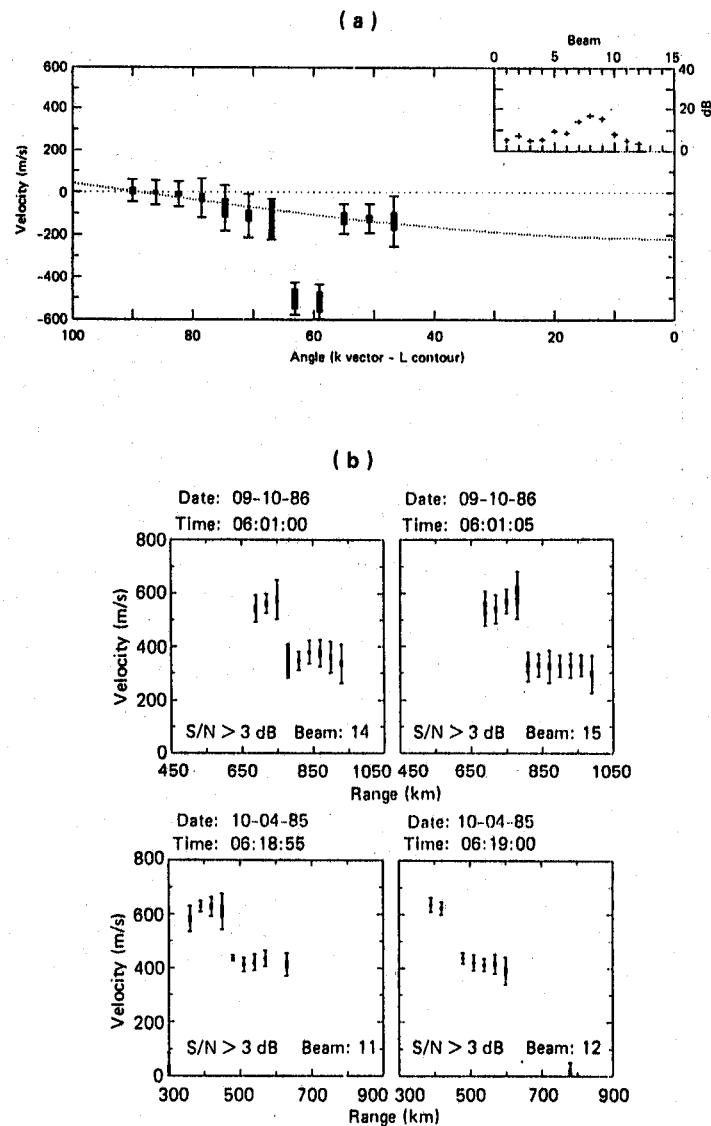 (a)
Beam
0 5 10 15
600
400
200
0
-200
-400
-600
Velocity (m/s)
40
20
0
dB
100 80 60 40 20 0
Angle (k vector - L contour)
(b)
Date: 09-10-86
Time: 06:01:00
Date: 09-10-86
Time: 06:01:05
800
600
400
200
0
Velocity (m/s)
S/N > 3 dB Beam: 14
S/N > 3 dB Beam: 15
450 650 850 1050
450 650 850 1050
Range (km)
Date: 10-04-85
Time: 06:18:55
Date: 10-04-85
Time: 06:19:00
800
600
400
200
0
Velocity (m/s)
S/N > 3 dB Beam: 11
S/N > 3 dB Beam: 12
300 500 700 900
300 500 700 900
Range (km)